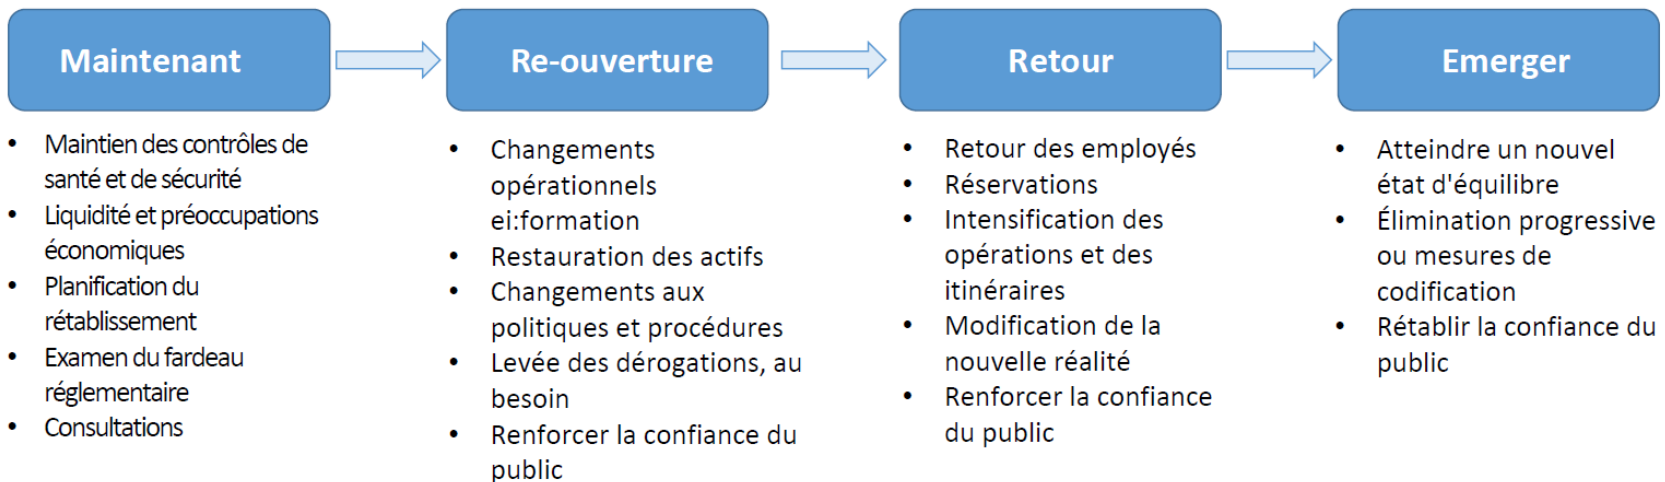 Maintenant
• Maintien des contrôles de
santé et de sécurité
• Liquidité et préoccupations
économiques
• Planification du
rétablissement
• Examen du fardeau
réglementaire
• Consultations
Re-ouverture
• Changements
opérationnels
ei:formation
• Restauration des actifs
• Changements aux
politiques et procédures
• Levée des dérogations, au
besoin
• Renforcer la confiance du
public
Retour
• Retour des employés
• Réservations
• Intensification des
opérations et des
itinéraires
• Modification de la
nouvelle réalité
• Renforcer la confiance
du public
Emerger
• Atteindre un nouvel
état d'équilibre
• Élimination progressive
ou mesures de
codification
• Rétablir la confiance du
public